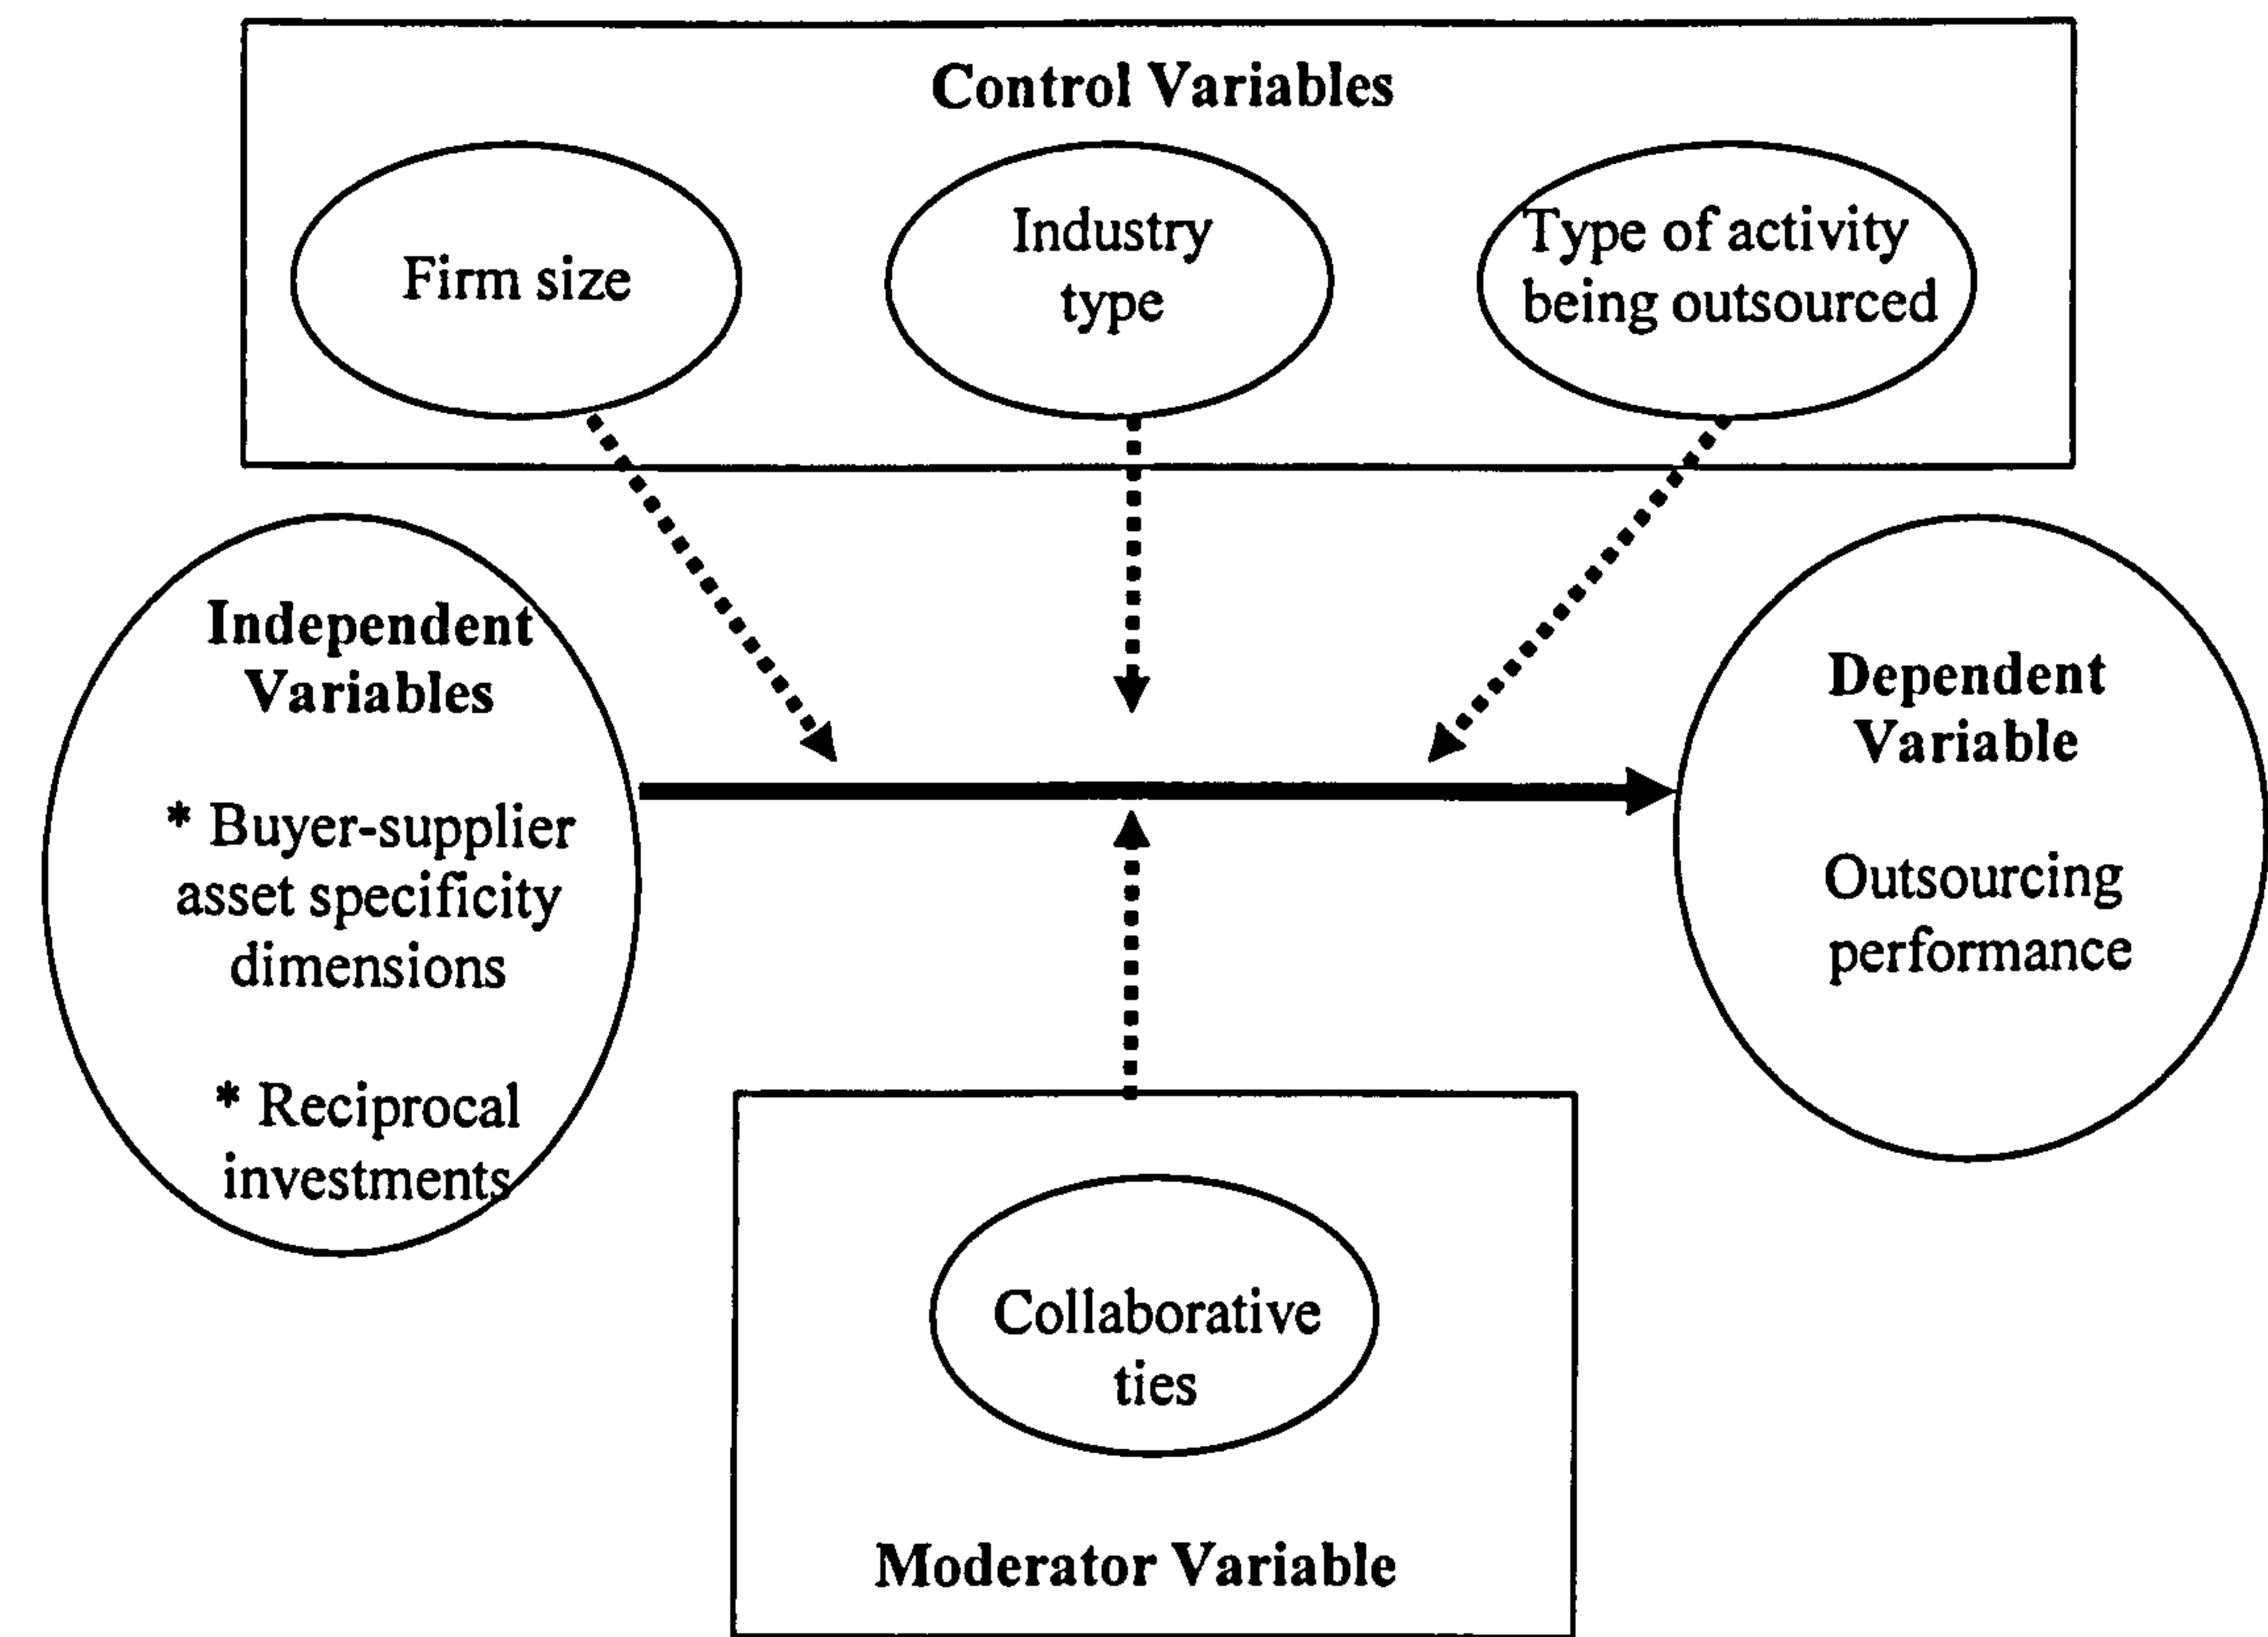 Control Variables
Firm size
Industry
type
Type of activity
being outsourced
Independent
Variables
* Buyer-supplier
asset specificity
dimensions
* Reciprocal
investments
Dependent
Variable
Outsourcing
performance
Collaborative
ties
Moderator Variable